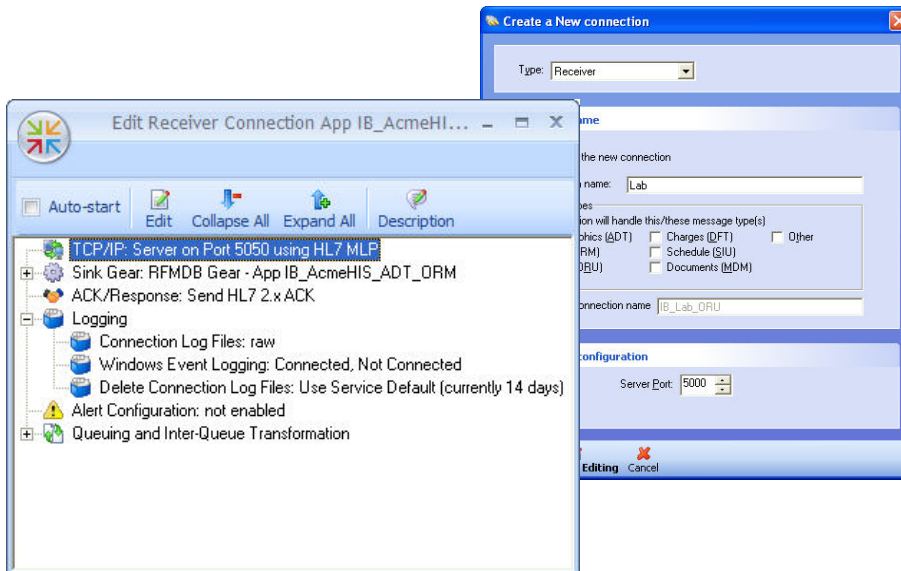 Create a New connection
Type: Receiver
ame
the new connection
name: Lab
pes
ion will handle this/these message type(s)
phics (ADT) Charges (DFT) Other
RM) Schedule (SIU)
ORU) Documents (MDM)
onnection name IB_Lab_ORU
onfiguration
Server Port: 5000
Editing Cancel
Edit Receiver Connection App IB_AcmeHI...
Auto-start Edit Collapse All Expand All Description
TCP/IP: Server on Port 5050 using HL7 MLP
Sink Gear: RFMDB Gear - App IB_AcmeHIS_ADT_ORM
ACK/Response: Send HL7 2.x ACK
Logging
Connection Log Files: raw
Windows Event Logging: Connected, Not Connected
Delete Connection Log Files: Use Service Default (currently 14 days)
Alert Configuration: not enabled
Queuing and Inter-Queue Transformation